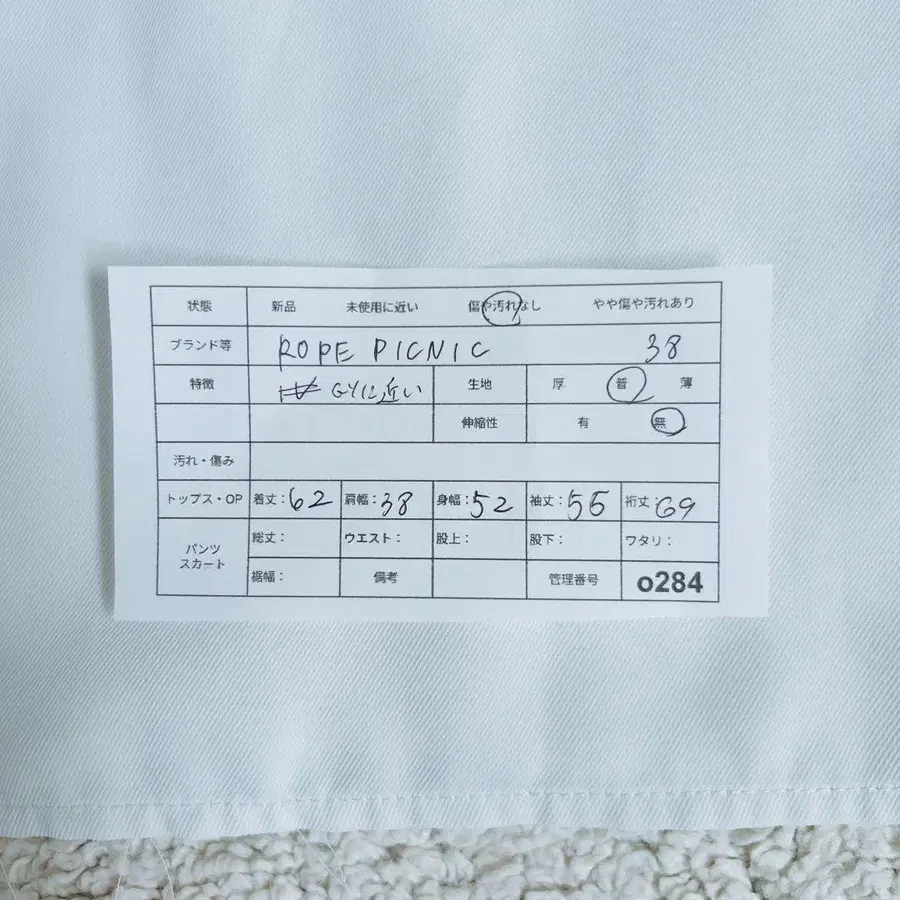 状態 新品 未使用に近い 傷や汚れなし やや傷や汚れあり
ブランド等 ROPE PICNIC 38
特徴 GYに近い 生地 厚 普 薄
伸縮性 有 無
汚れ・傷み
トップス・OP 着丈:62 肩幅:38 身幅:52 袖丈:56 裄丈:69
パンツ スカート 総丈: ウエスト: 股上: 股下: ワタリ:
裾幅: 備考 管理番号 o284